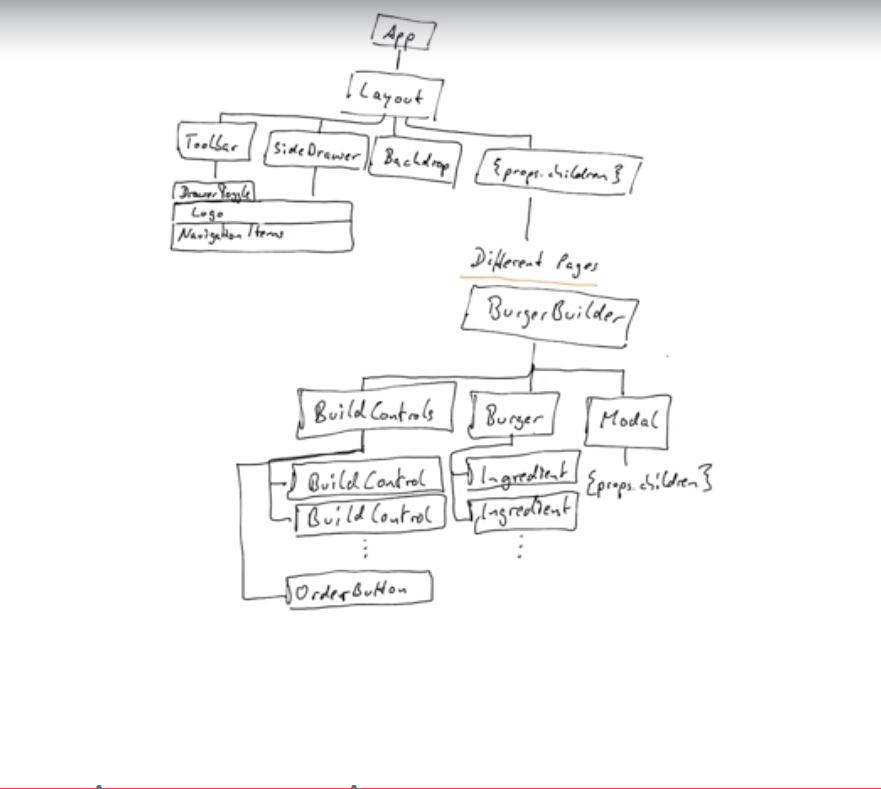 App
Layout
Toolbar
SideDrawer
Backdrop
{props.children}
DrawerToggle
Logo
Navigation Items
Different Pages
BurgerBuilder
BuildControls
Burger
Modal
BuildControl
Ingredient
{props.children}
BuildControl
Ingredient
OrderButton